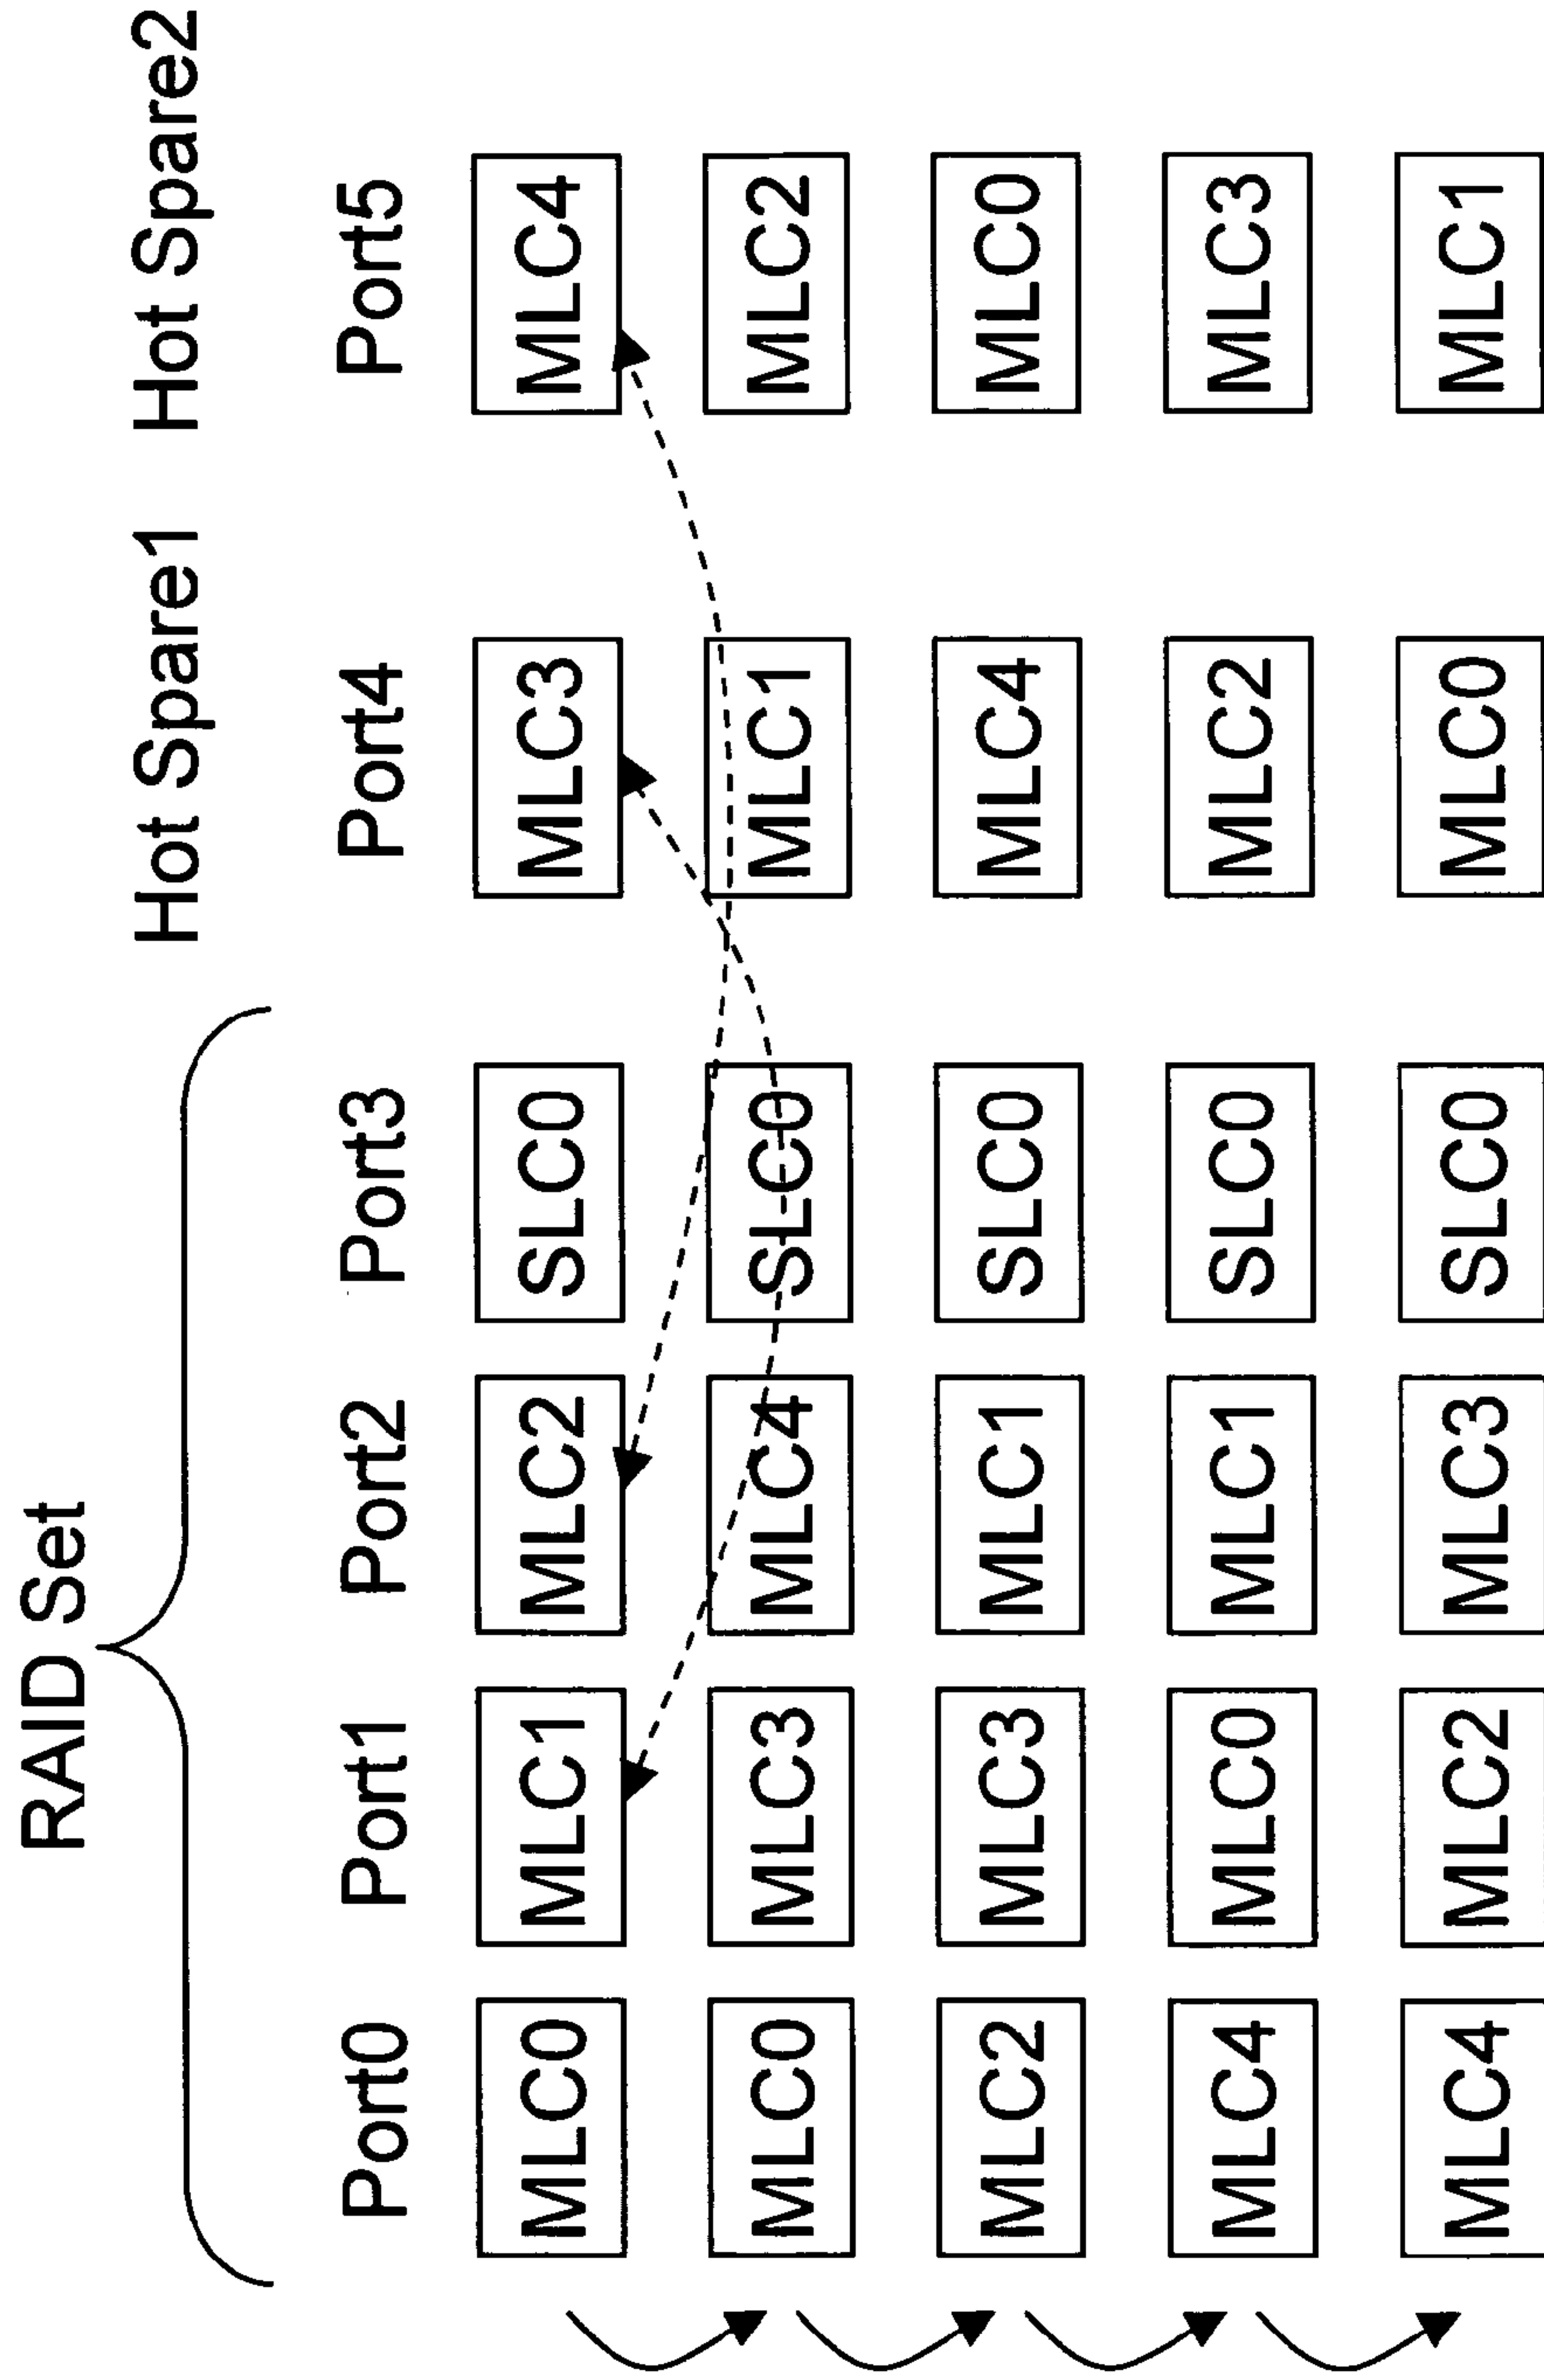 RAID Set
Hot Spare1 Hot Spare2
Port0 Port1 Port2 Port3 Port4 Port5
MLC0 MLC1 MLC2 SLC0 MLC3 MLC4
MLC0 MLC3 MLC4 SLC0 MLC1 MLC2
MLC2 MLC3 MLC1 SLC0 MLC4 MLC0
MLC4 MLC0 MLC1 SLC0 MLC2 MLC3
MLC4 MLC2 MLC3 SLC0 MLC0 MLC1